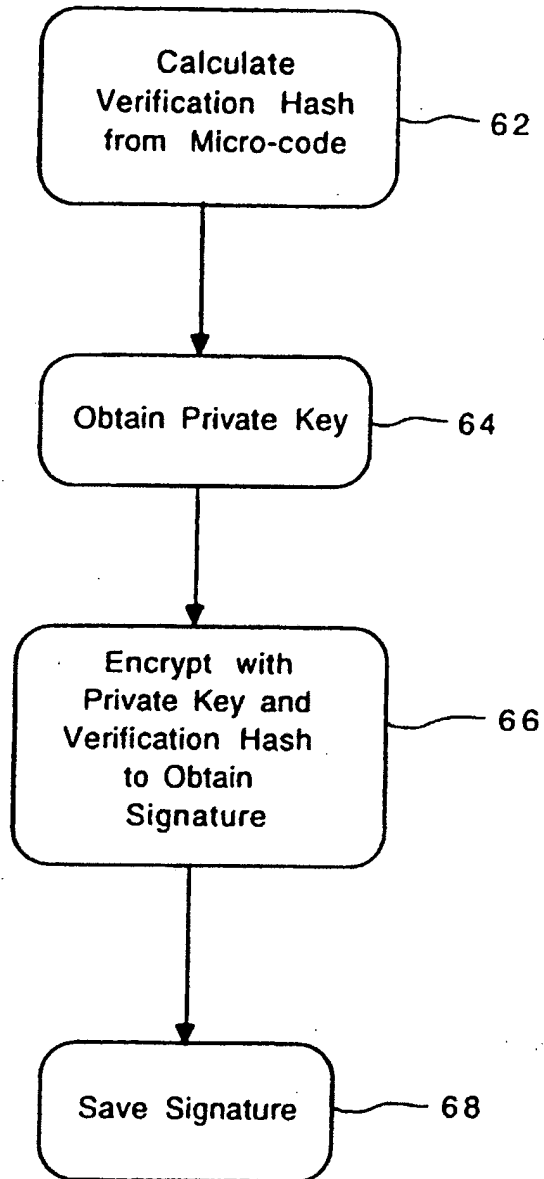 Calculate
Verification Hash
from Micro-code
62
Obtain Private Key
64
Encrypt with
Private Key and
Verification Hash
to Obtain
Signature
66
Save Signature
68